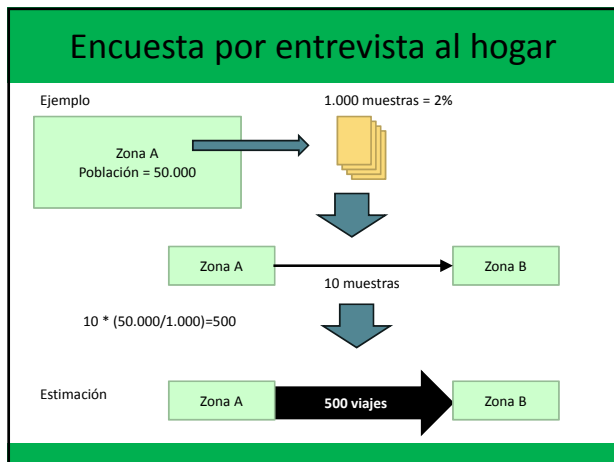 Encuesta por entrevista al hogar
Ejemplo
1.000 muestras = 2%
Zona A
Población = 50.000
Zona A
Zona B
10 muestras
10 * (50.000/1.000)=500
Estimación
Zona A
500 viajes
Zona B